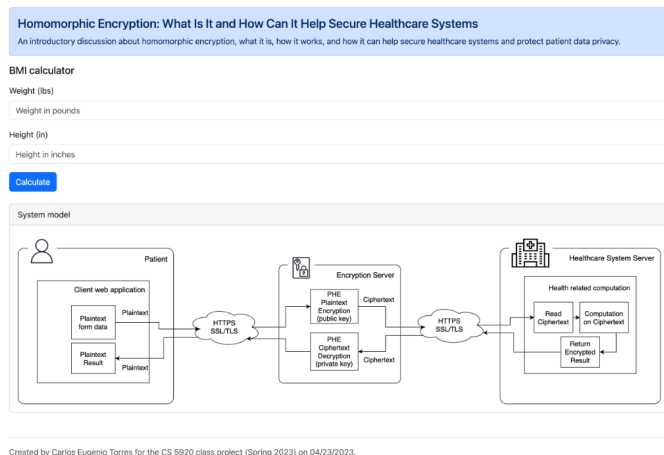 Homomorphic Encryption: What Is It and How Can It Help Secure Healthcare Systems
An introductory discussion about homomorphic encryption, what it is, how it works, and how it can help secure healthcare systems and protect patient data privacy.
BMI calculator
Weight (lbs)
Weight in pounds
Height (in)
Height in inches
Calculate
System model
Patient
Client web application
Plaintext
form data
Plaintext
Plaintext
Result
Plaintext
HTTPS
SSL/TLS
Encryption Server
PHE
Plaintext
Encryption
(public key)
Ciphertext
PHE
Ciphertext
Decryption
(private key)
Ciphertext
HTTPS
SSL/TLS
Healthcare System Server
Health related computation
Read
Ciphertext
Computation
on Ciphertext
Return
Encrypted
Result
Created by Carlos Eugenio Torres for the CS 5920 class project (Spring 2023) on 04/23/2023.